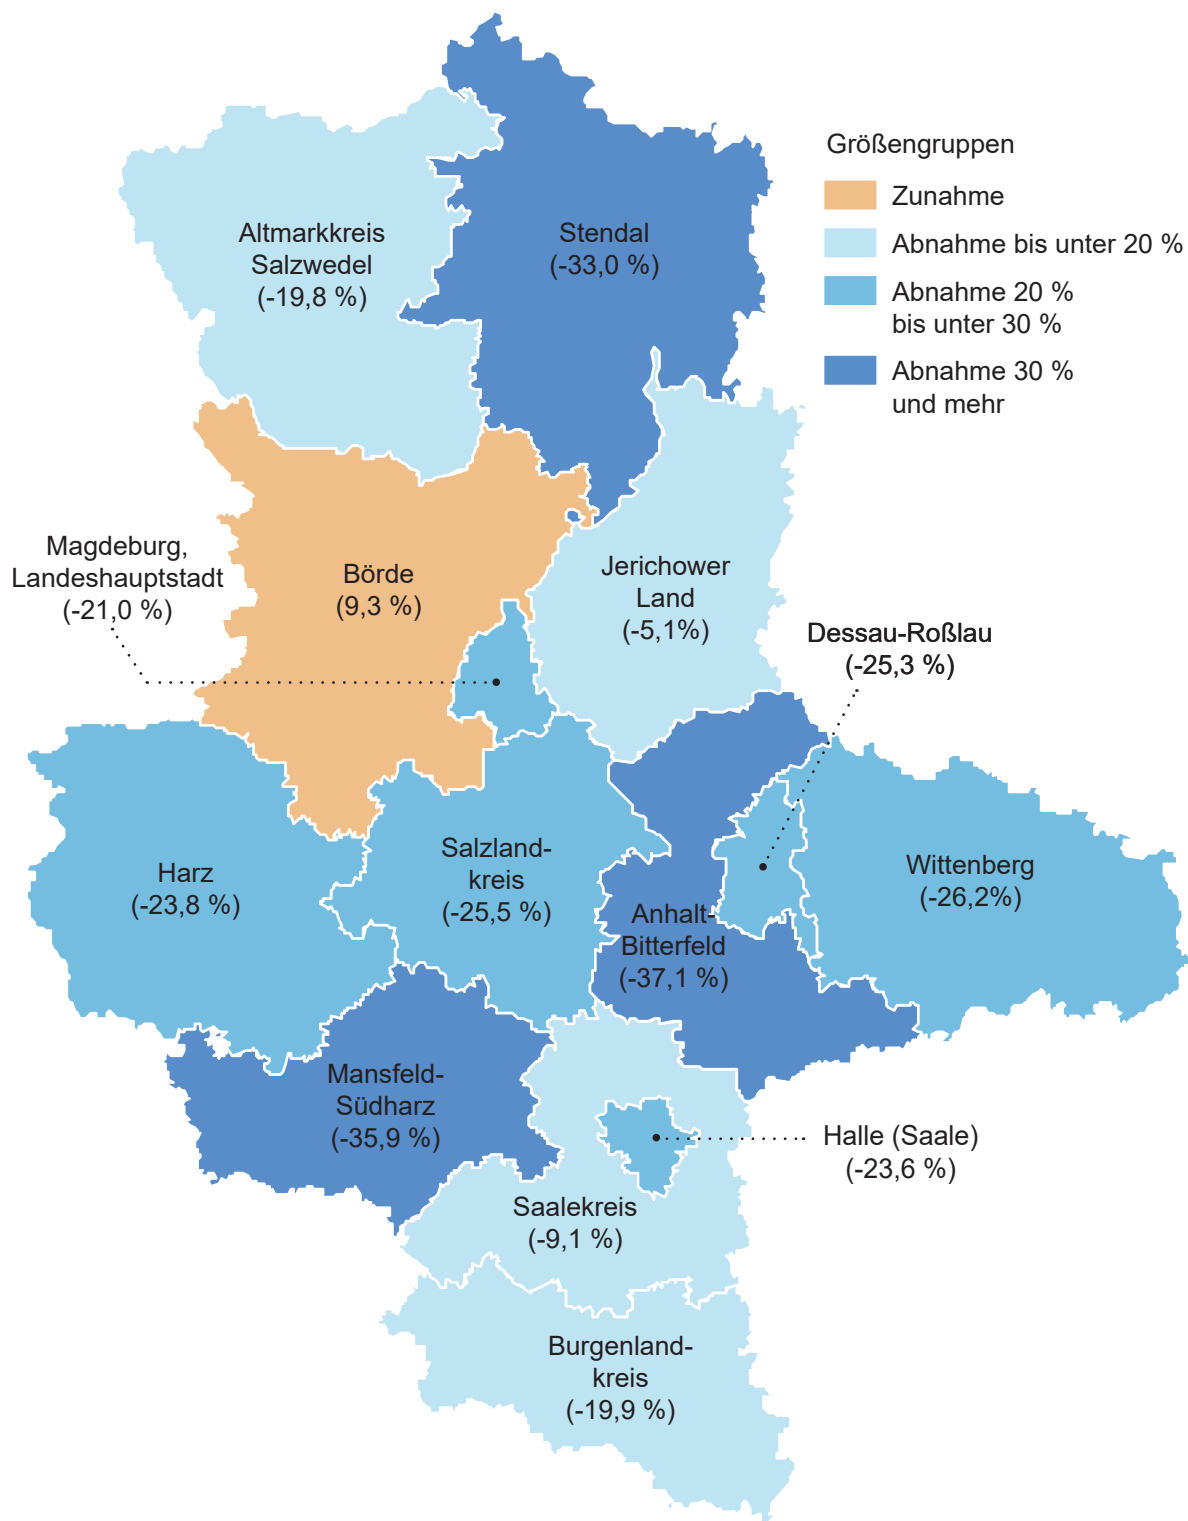 Größengruppen
Zunahme
Abnahme bis unter 20 %
Abnahme 20 %
bis unter 30 %
Abnahme 30 %
und mehr
Altmarkkreis
Salzwedel
(-19,8 %)
Stendal
(-33,0 %)
Magdeburg,
Landeshauptstadt
(-21,0 %)
Börde
(9,3 %)
Jerichower
Land
(-5,1%)
Dessau-Roßlau
(-25,3 %)
Harz
(-23,8 %)
Salzland-
kreis
(-25,5 %)
Anhalt-
Bitterfeld
(-37,1 %)
Wittenberg
(-26,2%)
Mansfeld-
Südharz
(-35,9 %)
Halle (Saale)
(-23,6 %)
Saalekreis
(-9,1 %)
Burgenland-
kreis
(-19,9 %)